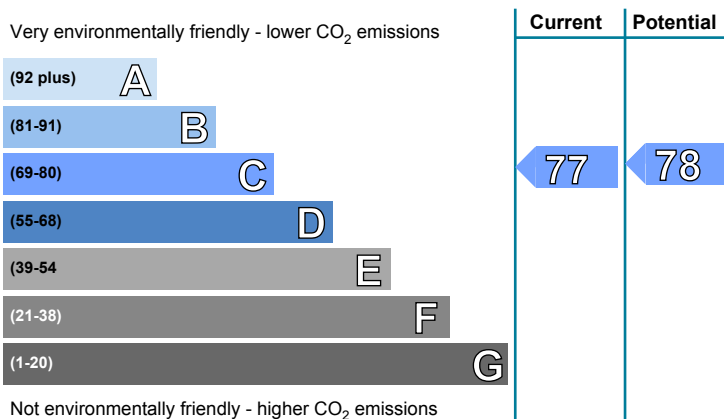 Current Potential
Very environmentally friendly - lower CO2 emissions
(92 plus) A
(81-91) B
(69-80) C 77 78
(55-68) D
(39-54 E
(21-38) F
(1-20) G
Not environmentally friendly - higher CO2 emissions